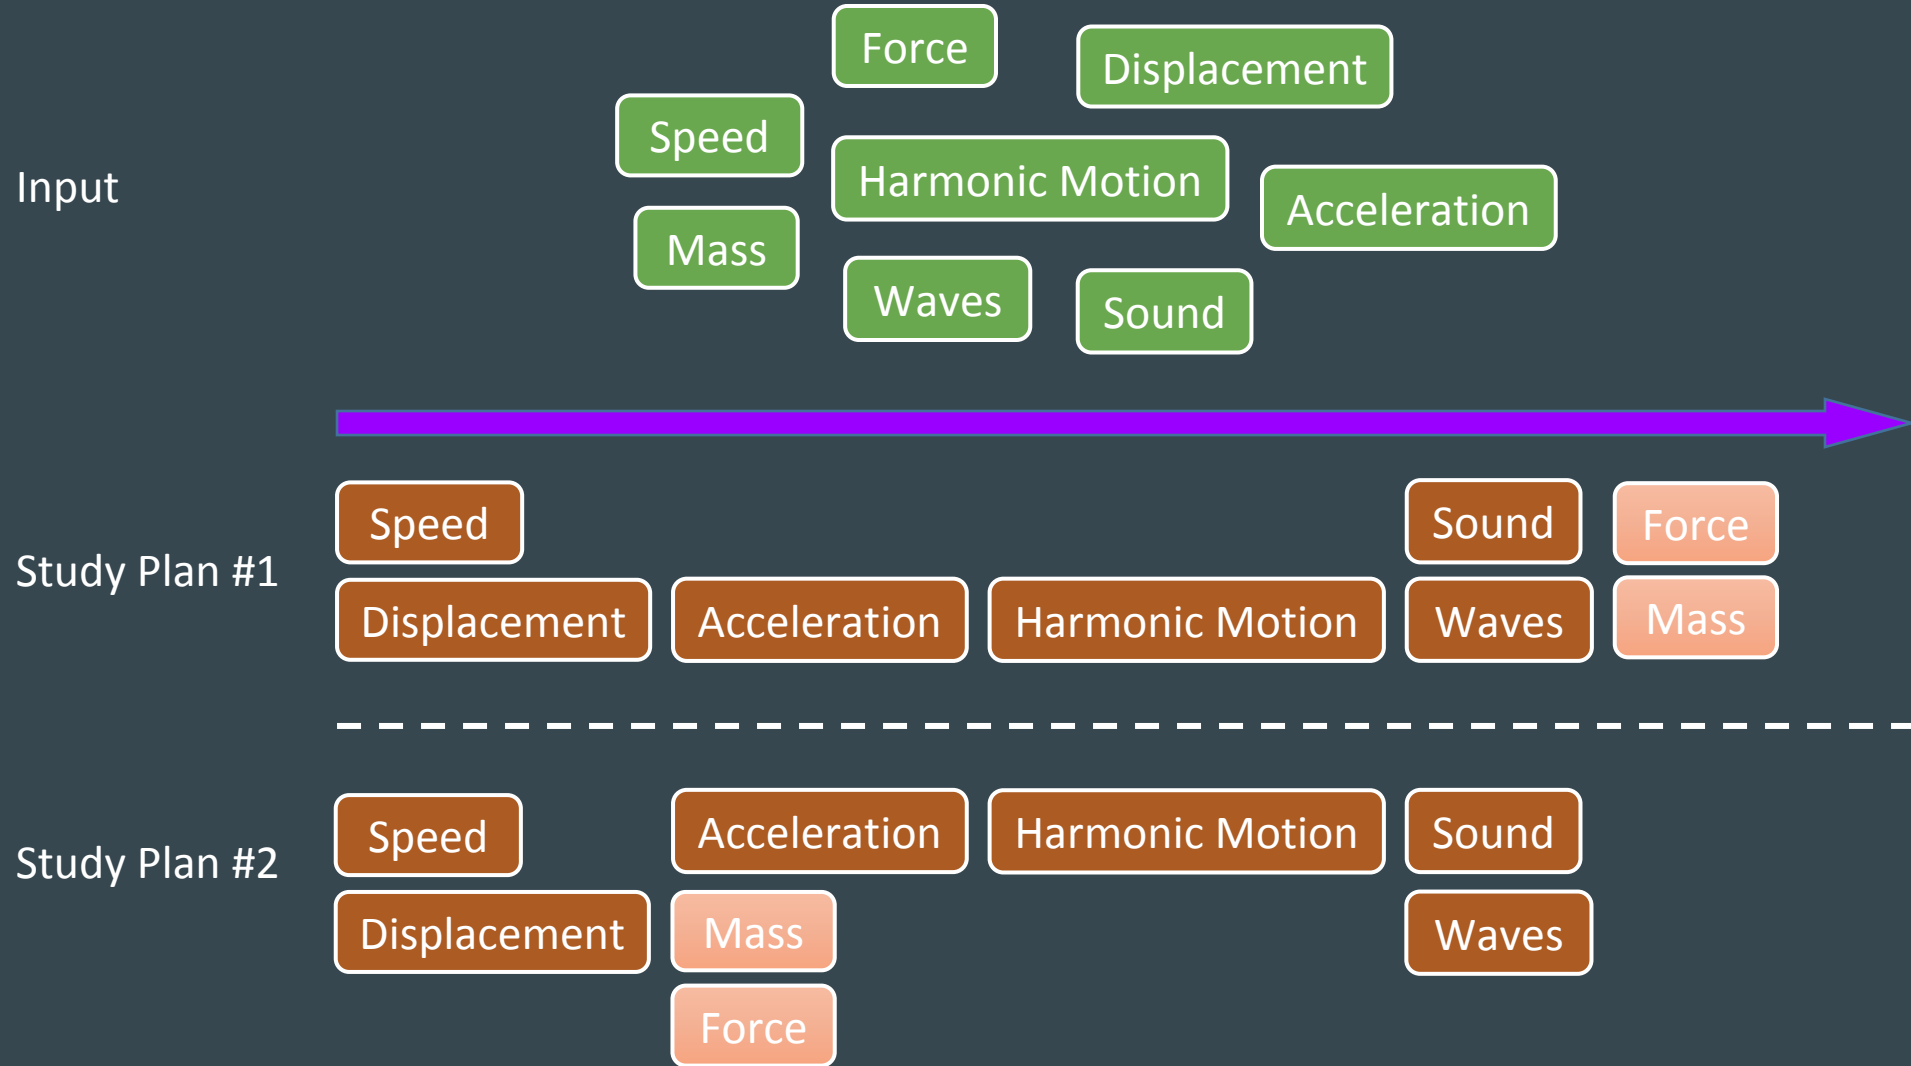 Force
Displacement
Speed
Harmonic Motion
Input
Acceleration
Mass
Waves
Sound
Speed
Sound
Force
Study Plan #1
Displacement
Acceleration
Harmonic Motion
Waves
Mass
Speed
Acceleration
Harmonic Motion
Sound
Study Plan #2
Displacement
Mass
Waves
Force